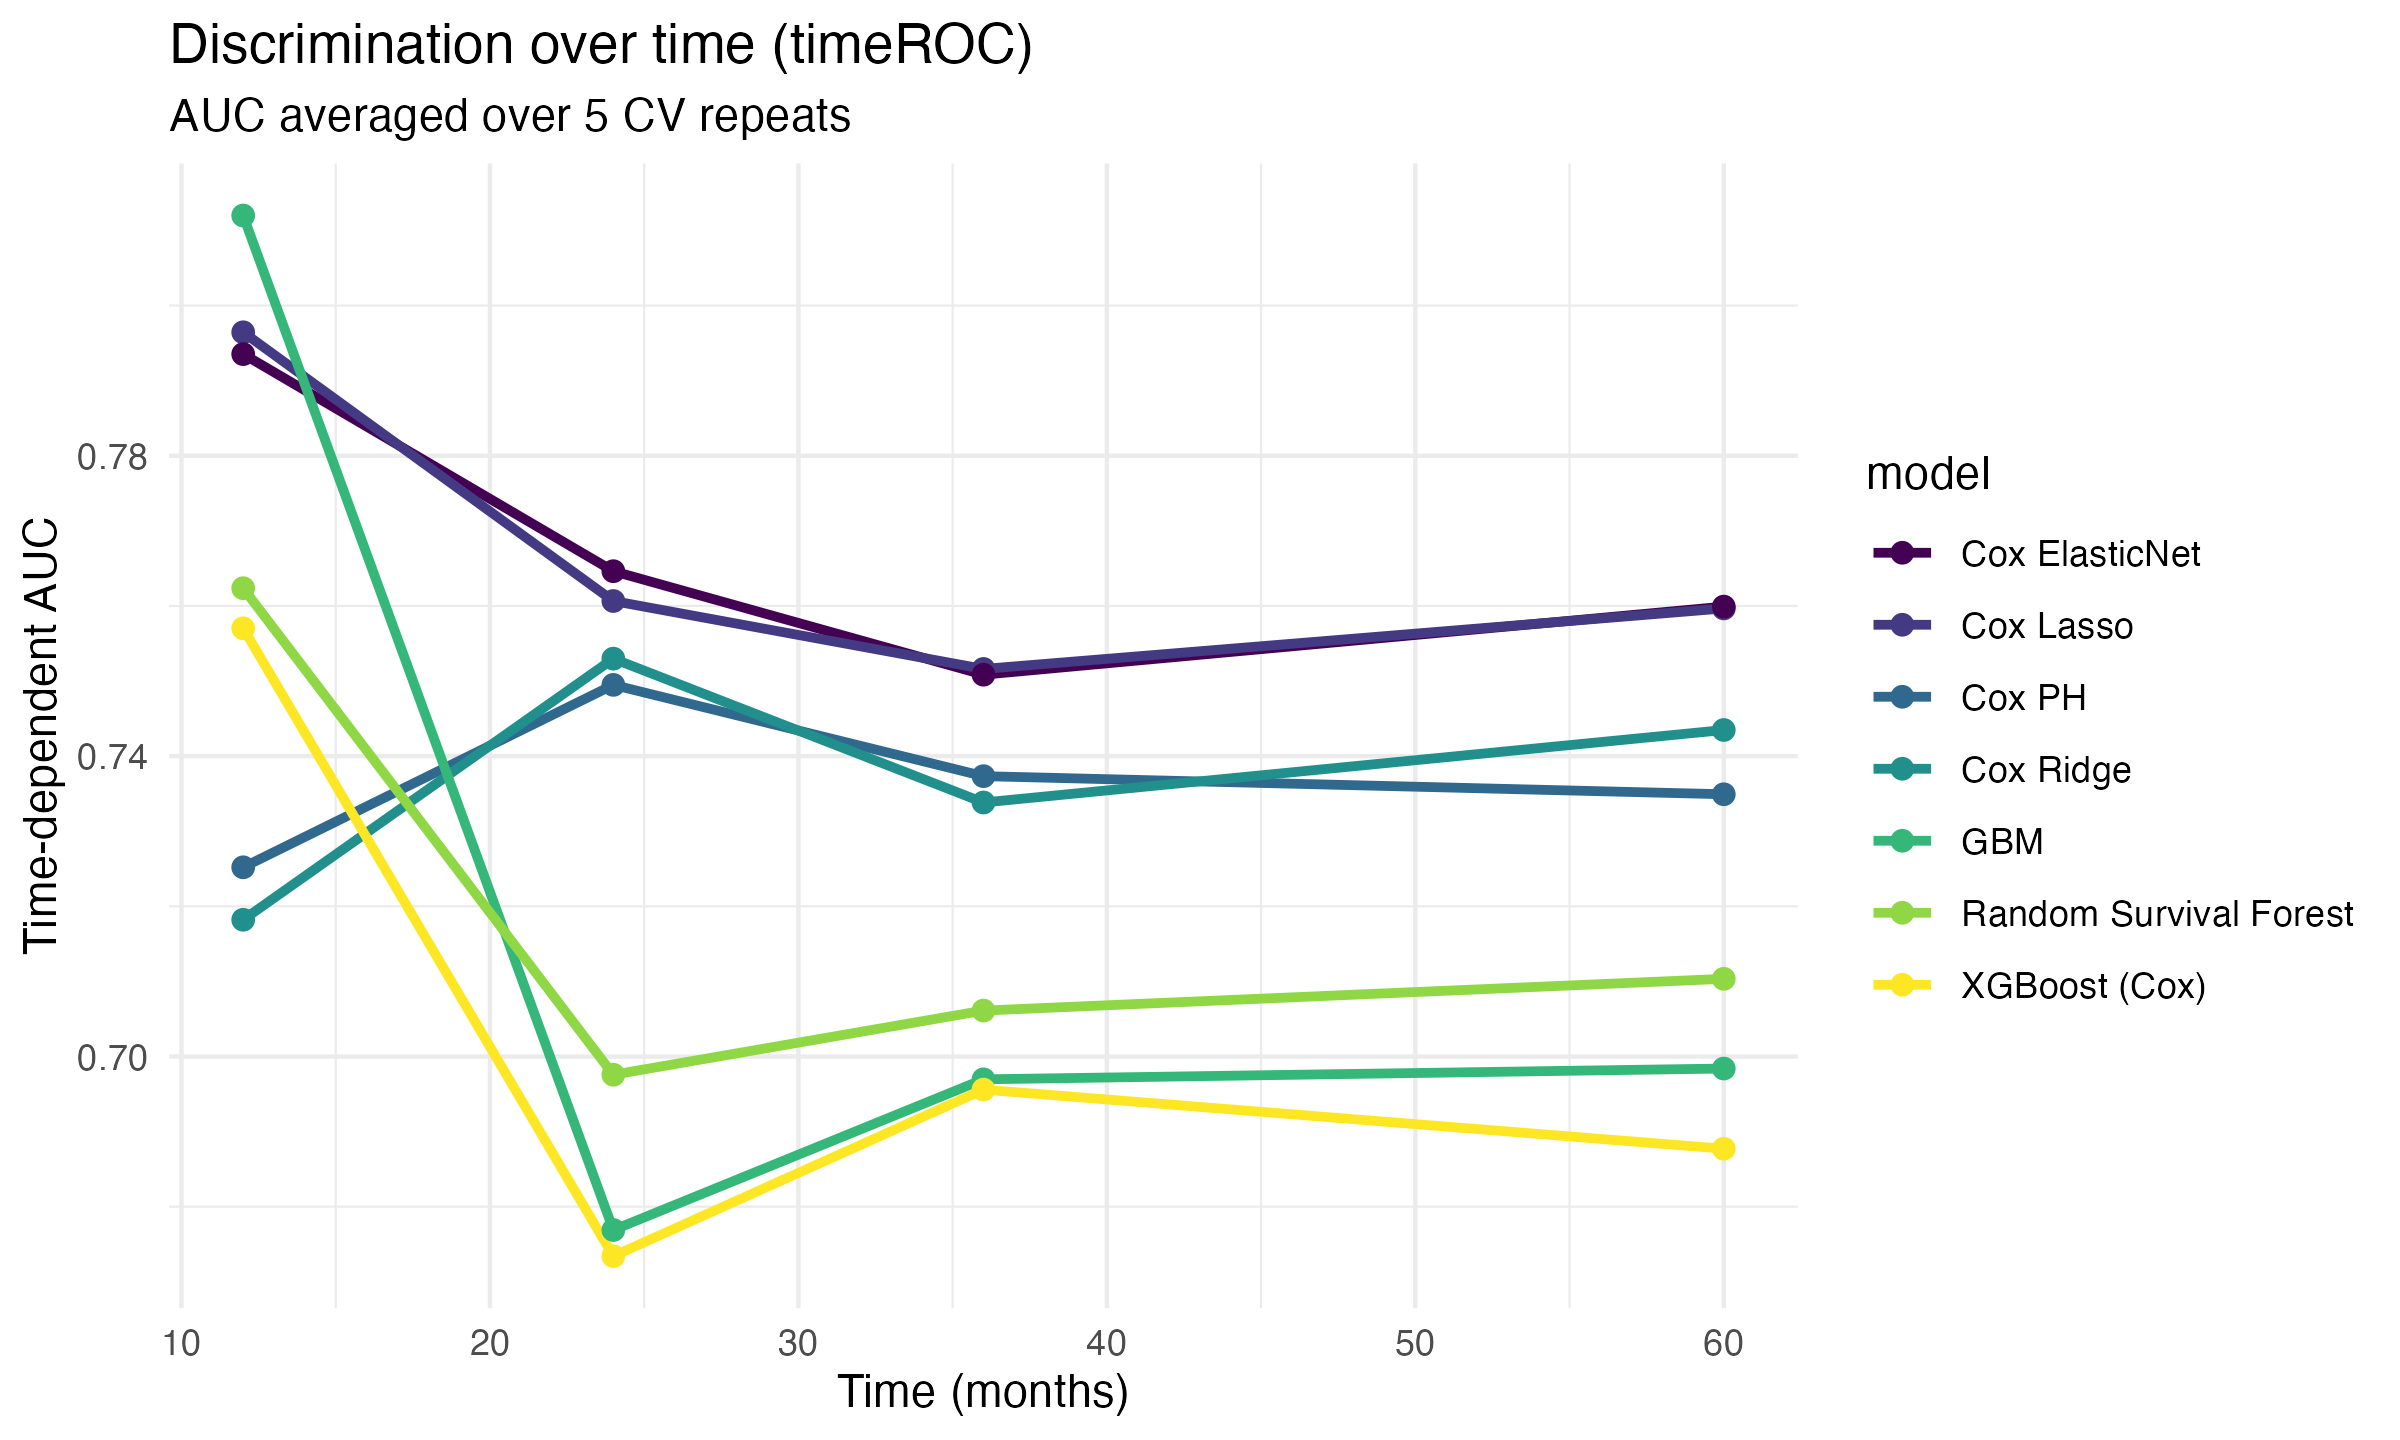 Discrimination over time (timeROC)
AUC averaged over 5 CV repeats
Time-dependent AUC
0.78
0.74
0.70
10 20 30 40 50 60
Time (months)
model
Cox ElasticNet
Cox Lasso
Cox PH
Cox Ridge
GBM
Random Survival Forest
XGBoost (Cox)